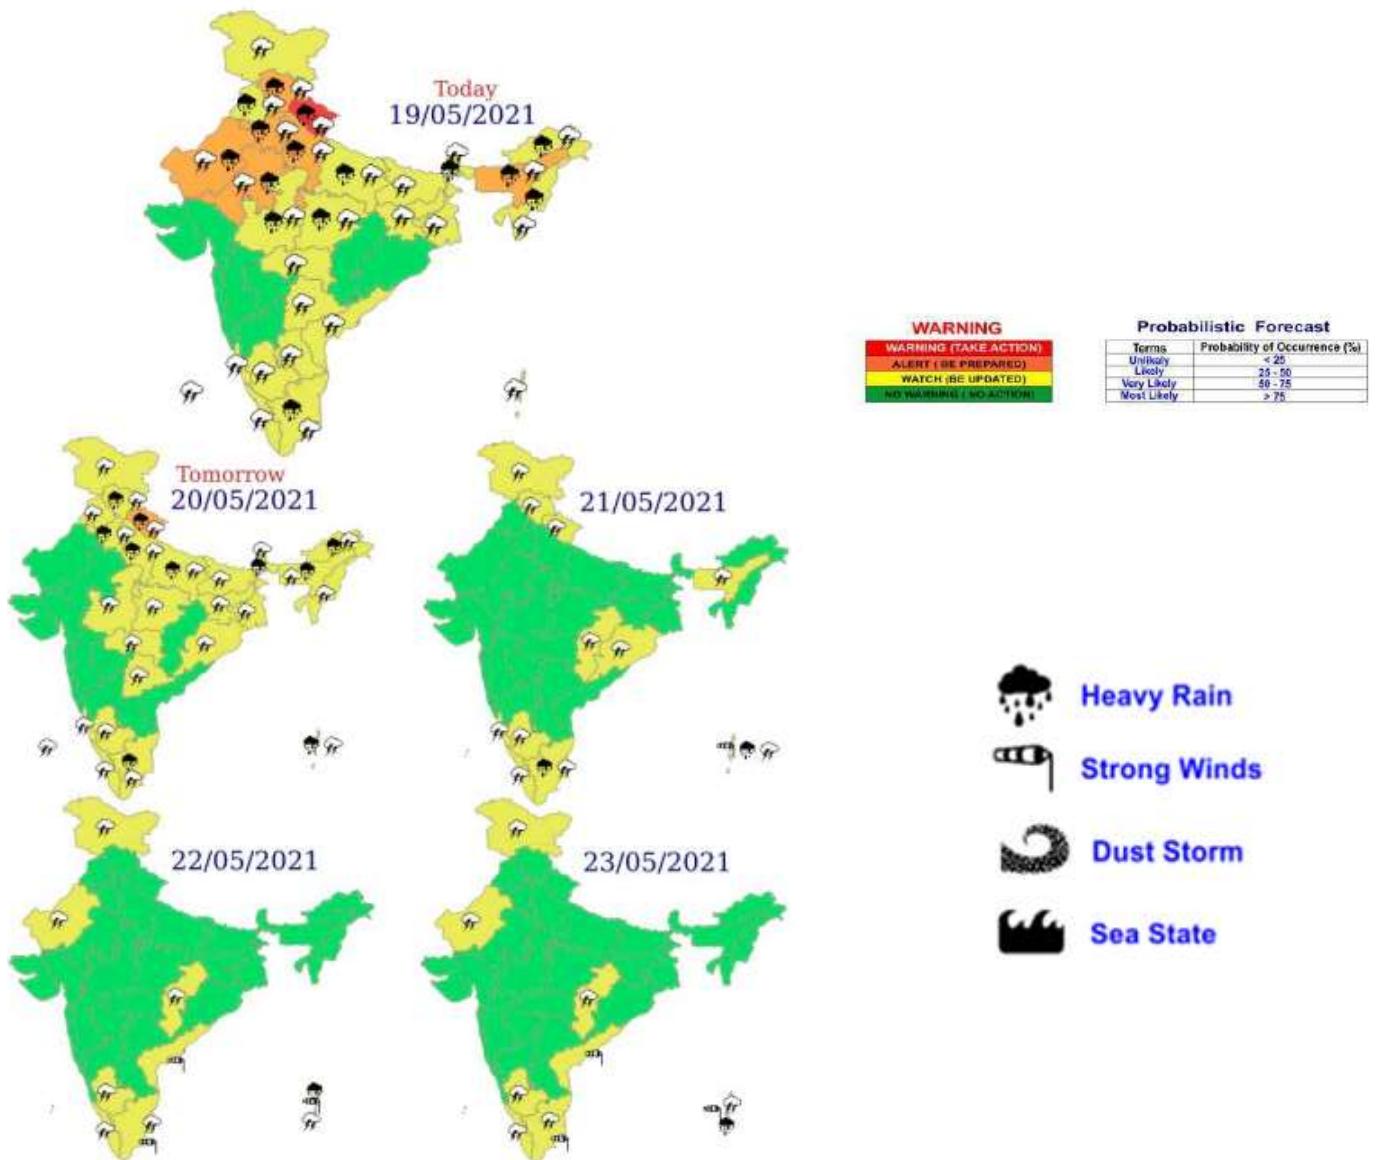 Today
19/05/2021
WARNING
WARNING (TAKE ACTION)
ALERT ( BE PREPARED)
WATCH (BE UPDATED)
NO WARNING ( NO ACTION)
Probabilistic Forecast
Terms Probability of Occurrence (%)
Unlikely < 25
Likely 25 - 50
Very Likely 50 - 75
Most Likely > 75
Tomorrow
20/05/2021
21/05/2021
Heavy Rain
Strong Winds
Dust Storm
Sea State
22/05/2021
23/05/2021